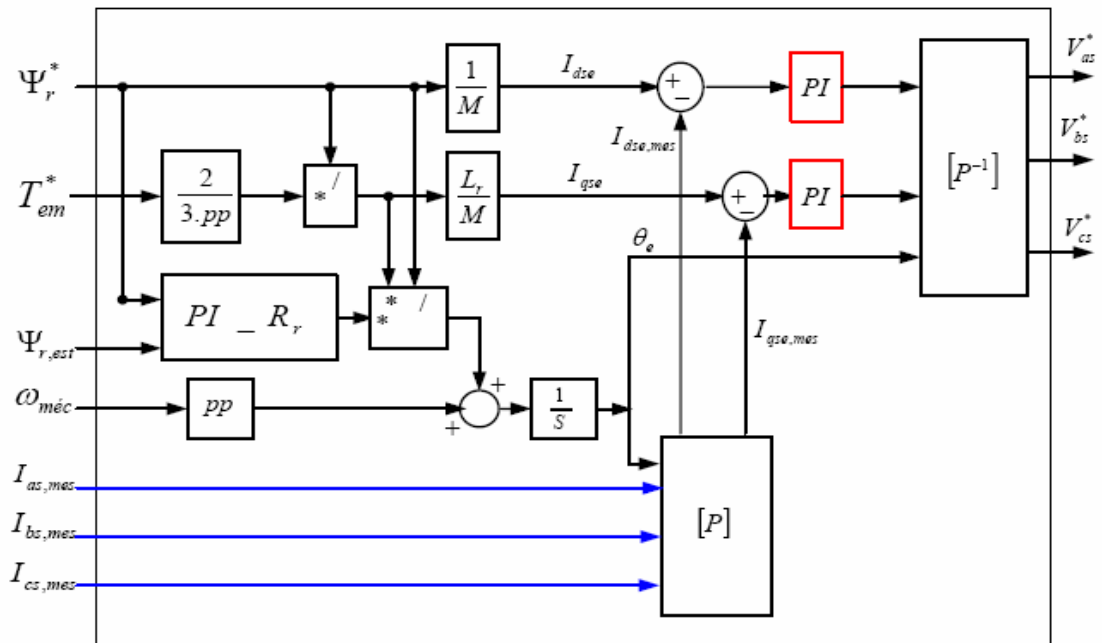 Ψ*r
1/M
Idse
+
−
PI
V*as
Idse,mes
V*bs
[P⁻¹]
T*em
2/3.pp
* /
Lr/M
Iqse
+
−
PI
V*cs
θe
PI _ Rr
* * /
Iqse,mes
Ψr,est
ωméc
pp
+
+
1/S
Ias,mes
Ibs,mes
[P]
Ics,mes